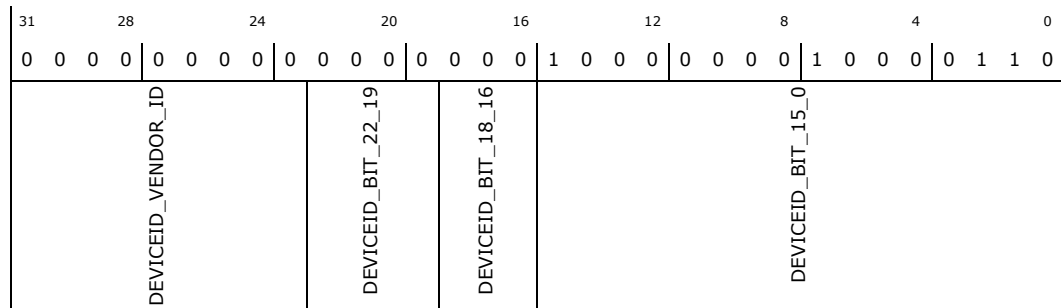 31 28 24 20 16 12 8 4 0
0 0 0 0 0 0 0 0 0 0 0 0 0 0 0 0 1 0 0 0 0 0 0 0 1 0 0 0 0 1 1 0
DEVICEID_VENDOR_ID
DEVICEID_BIT_22_19
DEVICEID_BIT_18_16
DEVICEID_BIT_15_0